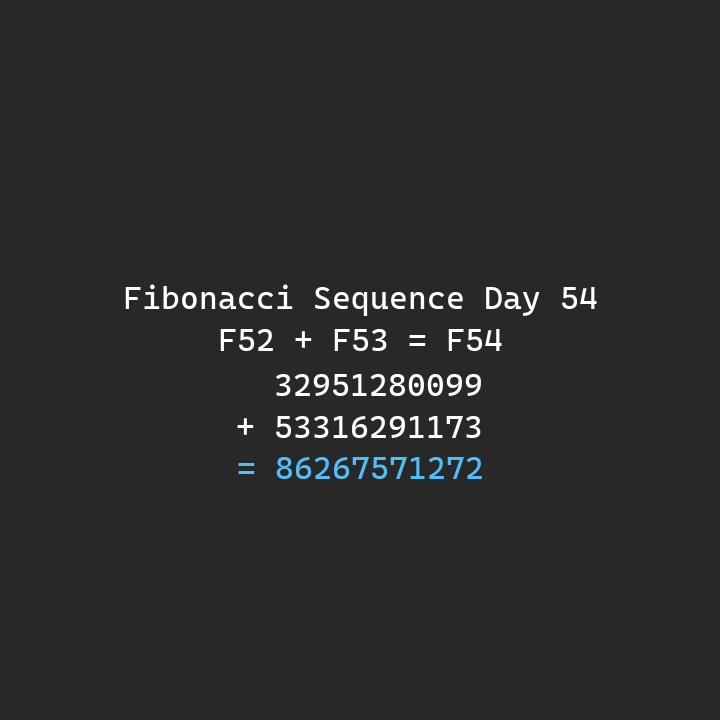 Fibonacci Sequence Day 54
F52 + F53 = F54
32951280099
+ 53316291173
= 86267571272